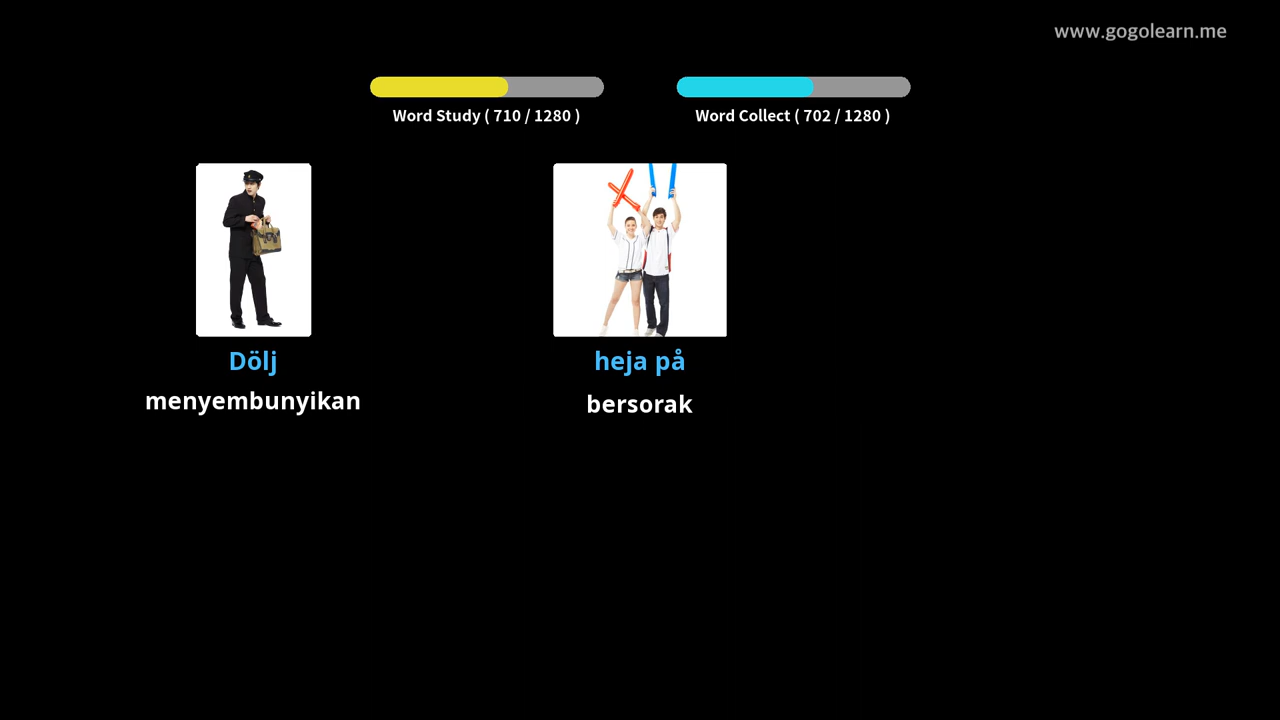 www.gogolearn.me
Word Study ( 710 / 1280 )
Word Collect ( 702 / 1280 )
Dölj
heja på
menyembunyikan
bersorak